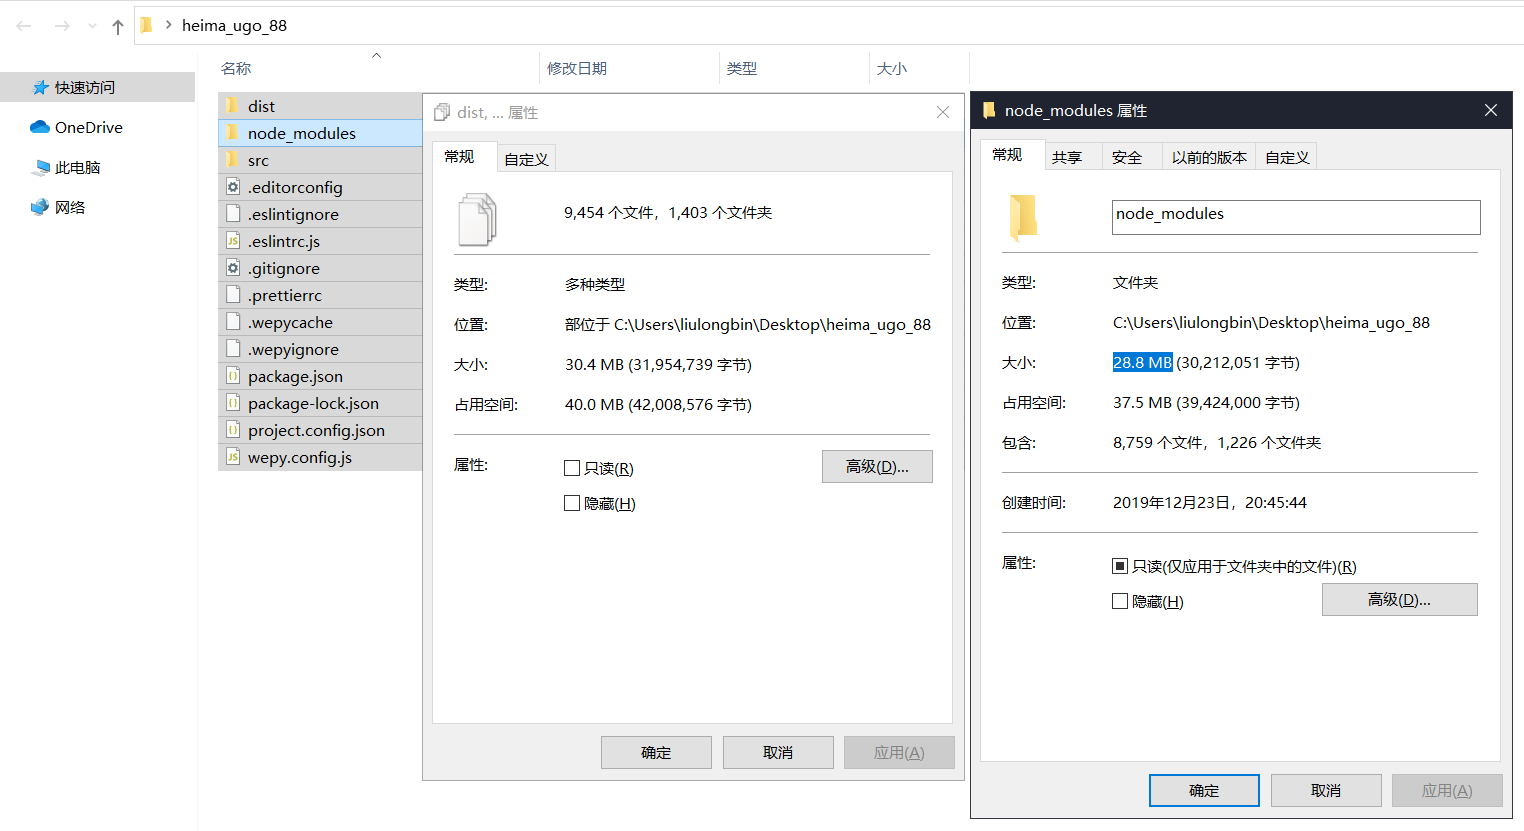 heima_ugo_88
名称 修改日期 类型 大小
快速访问
OneDrive
此电脑
网络
dist
node_modules
src
.editorconfig
.eslintignore
.eslintrc.js
.gitignore
.prettierrc
.wepycache
.wepyignore
package.json
package-lock.json
project.config.json
wepy.config.js
dist, ... 属性
常规 自定义
9,454 个文件，1,403 个文件夹
类型: 多种类型
位置: 部位于 C:\Users\liulongbin\Desktop\heima_ugo_88
大小: 30.4 MB (31,954,739 字节)
占用空间: 40.0 MB (42,008,576 字节)
属性: 只读(R) 高级(D)...
隐藏(H)
确定 取消 应用(A)
node_modules 属性
常规 共享 安全 以前的版本 自定义
node_modules
类型: 文件夹
位置: C:\Users\liulongbin\Desktop\heima_ugo_88
大小: 28.8 MB (30,212,051 字节)
占用空间: 37.5 MB (39,424,000 字节)
包含: 8,759 个文件，1,226 个文件夹
创建时间: 2019年12月23日，20:45:44
属性: 只读(仅应用于文件夹中的文件)(R)
隐藏(H) 高级(D)...
确定 取消 应用(A)